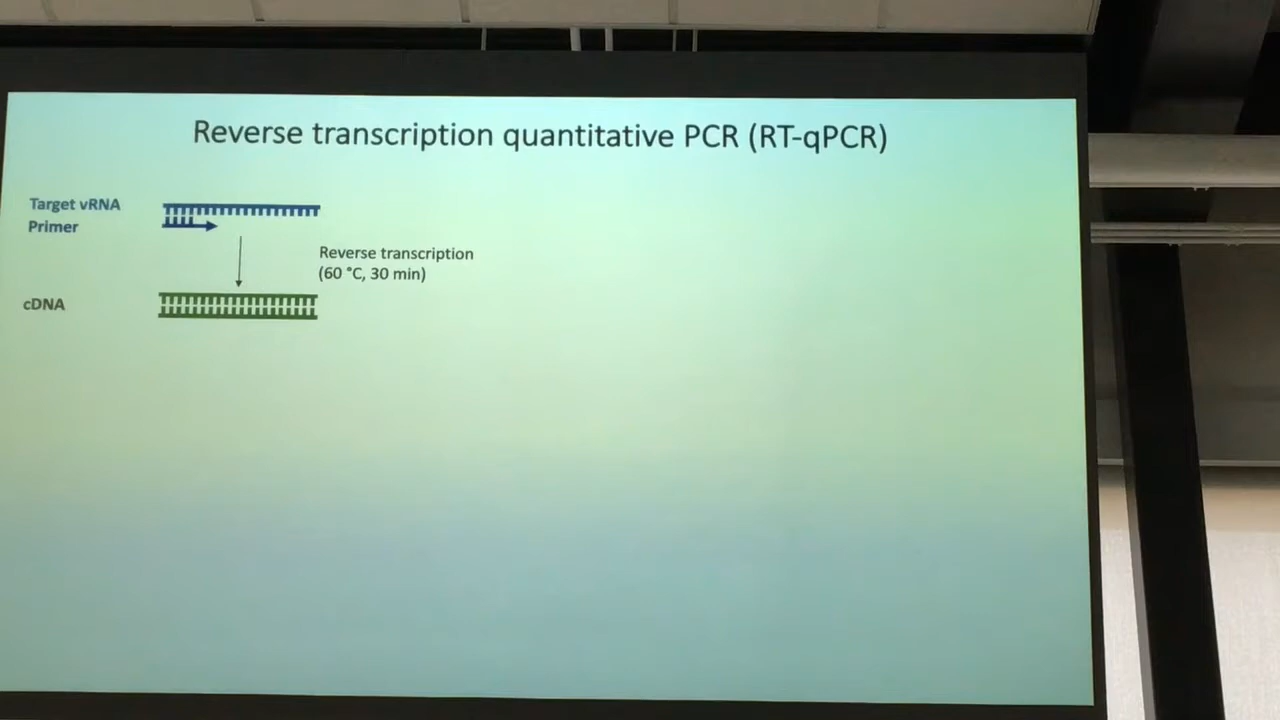 Reverse transcription quantitative PCR (RT-qPCR)
Target vRNA
Primer
Reverse transcription
(60 °C, 30 min)
cDNA